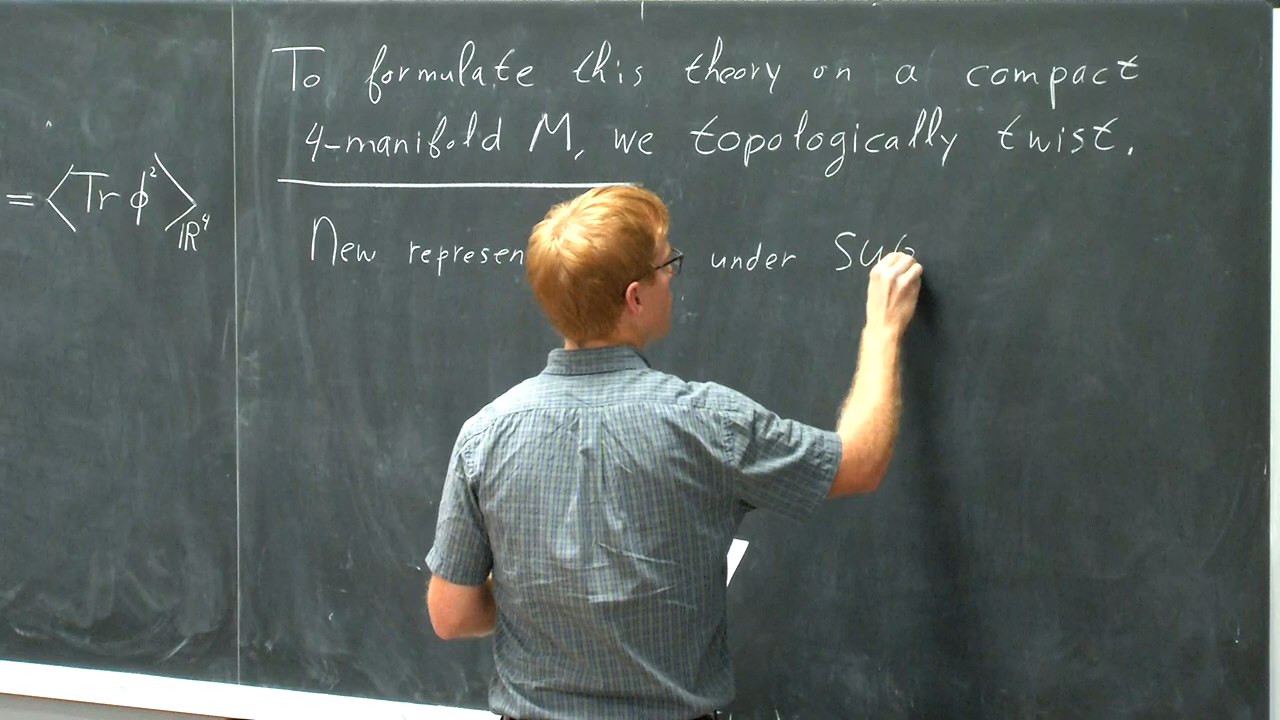 = ⟨Tr ϕ²⟩_ℝ⁴
To formulate this theory on a compact
4-manifold M, we topologically twist.
New represen under SU(2